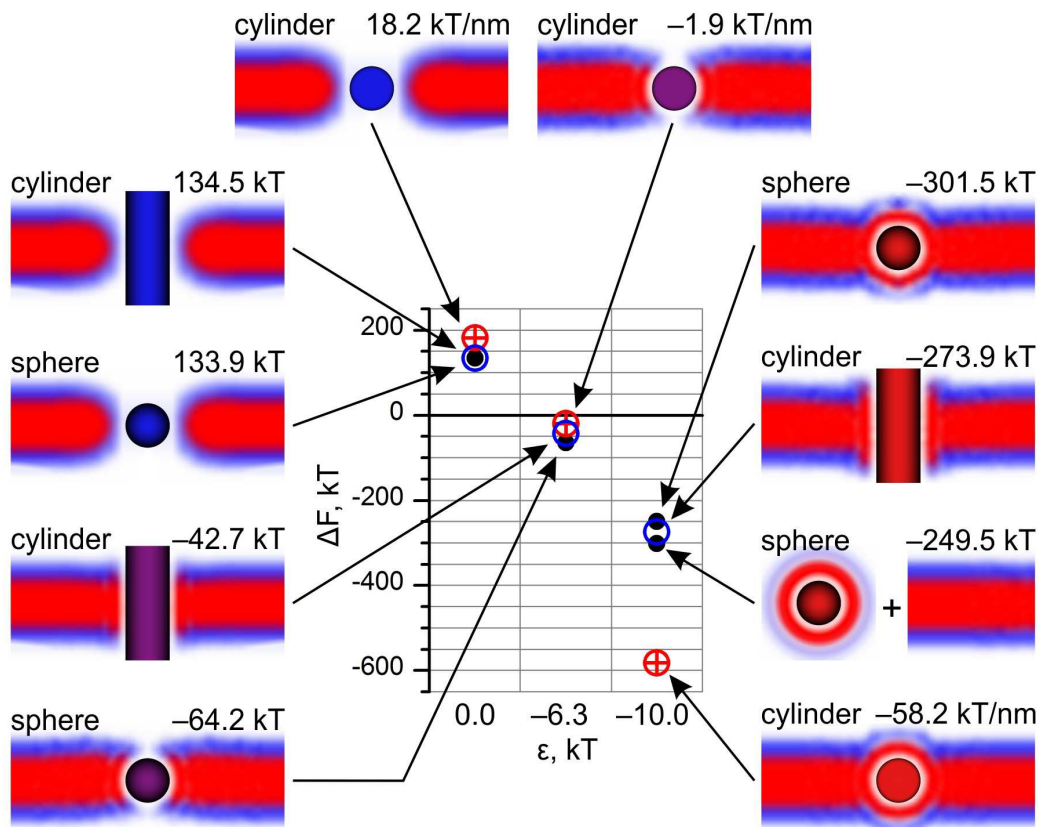 cylinder 18.2 kT/nm
cylinder –1.9 kT/nm
cylinder 134.5 kT
sphere 133.9 kT
cylinder –42.7 kT
sphere –64.2 kT
sphere –301.5 kT
cylinder –273.9 kT
sphere –249.5 kT
+
cylinder –58.2 kT/nm
ΔF, kT
200
0
-200
-400
-600
0.0 –6.3 –10.0
ε, kT